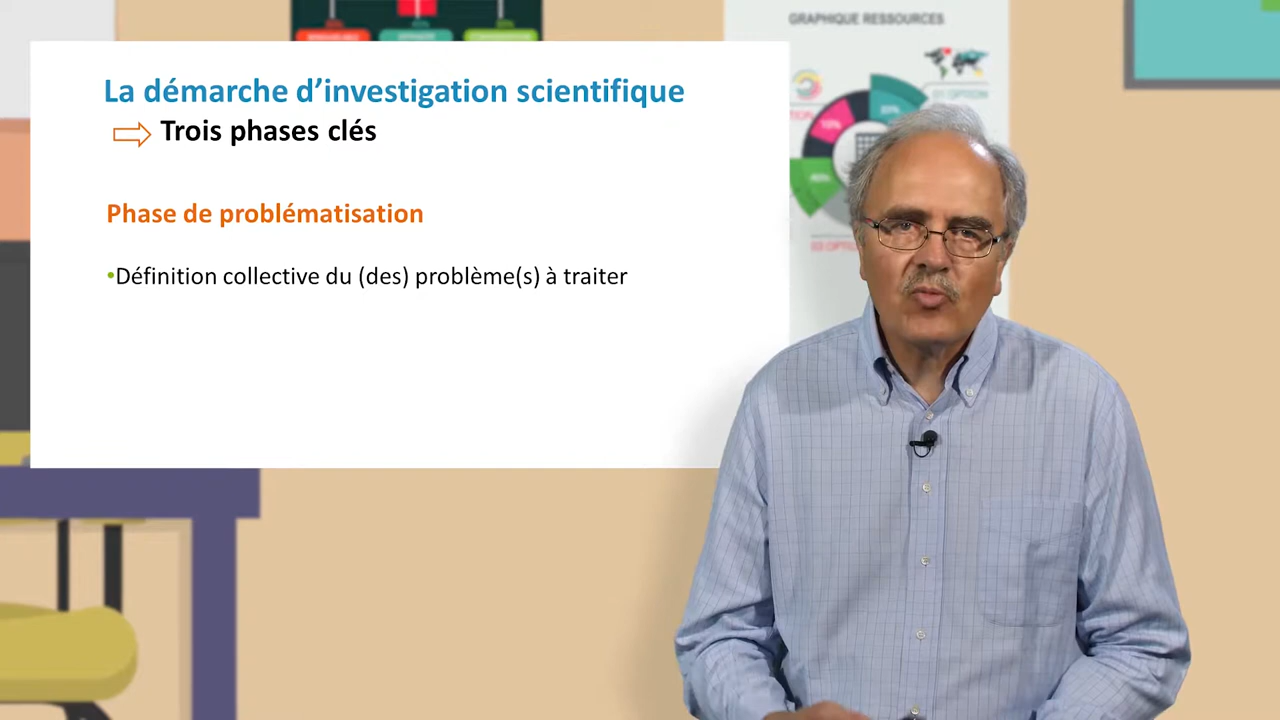 GRAPHIQUE RESSOURCES
La démarche d'investigation scientifique
Trois phases clés
Phase de problématisation
•Définition collective du (des) problème(s) à traiter